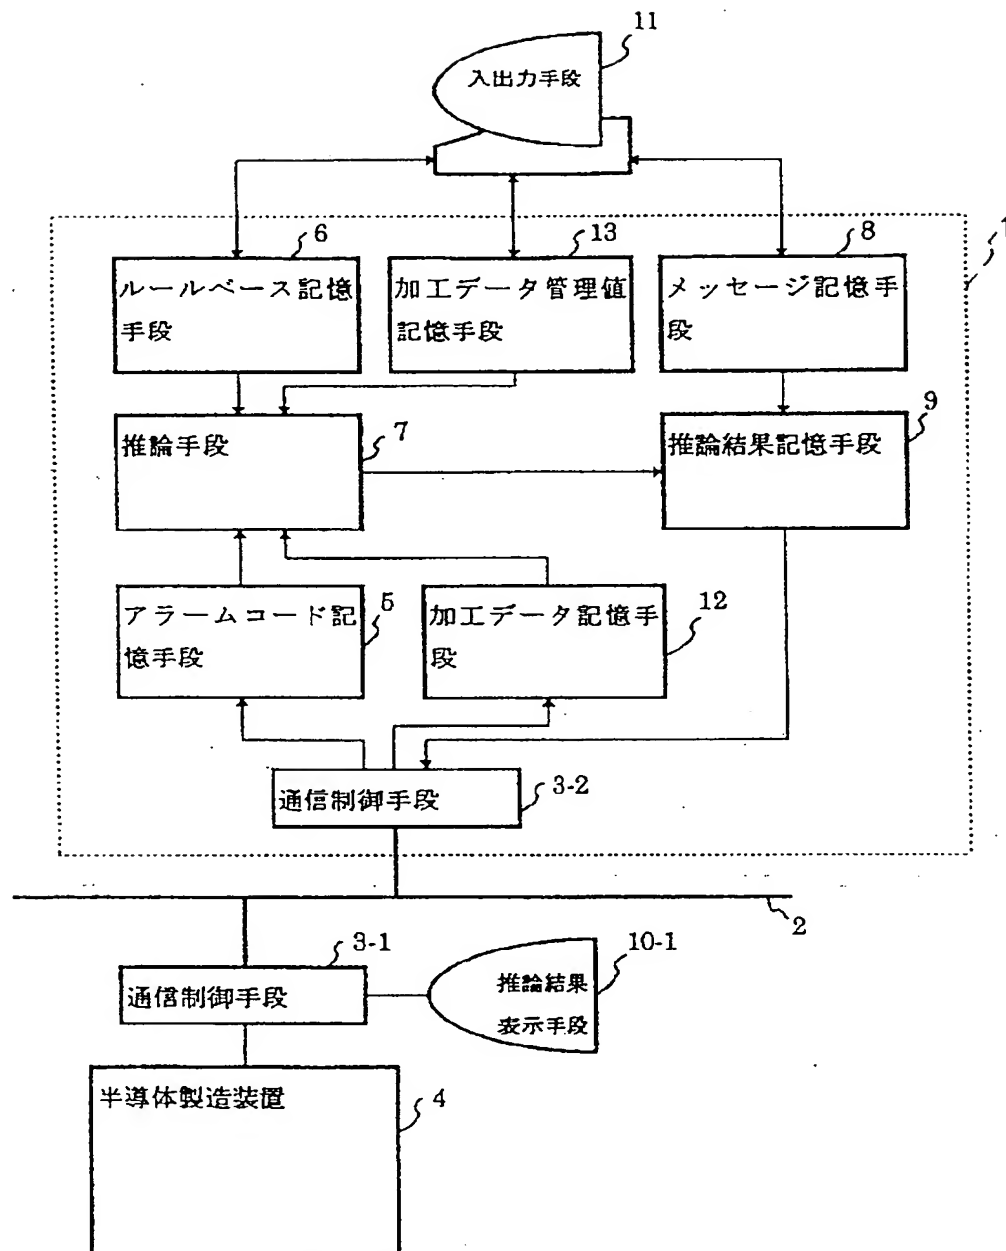 11
入出力手段
6
13
8
1
ルールベース記憶
手段
加工データ管理値
記憶手段
メッセージ記憶手
段
9
推論手段
7
推論結果記憶手段
アラームコード記
憶手段
5
加工データ記憶手
段
12
通信制御手段
3-2
2
3-1
10-1
通信制御手段
推論結果
表示手段
半導体製造装置
4